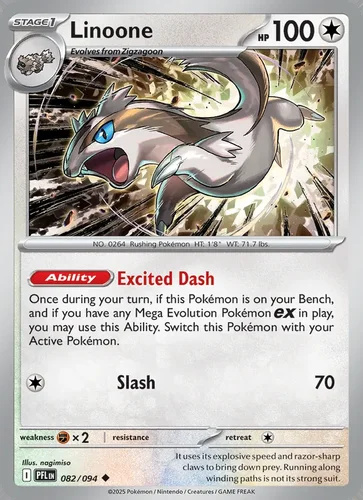 STAGE1
Linoone
HP 100
Evolves from Zigzagoon
NO. 0264 Rushing Pokémon HT: 1'8" WT: 71.7 lbs.
Ability Excited Dash
Once during your turn, if this Pokémon is on your Bench,
and if you have any Mega Evolution Pokémon ex in play,
you may use this Ability. Switch this Pokémon with your
Active Pokémon.
Slash 70
weakness ×2 resistance retreat
Illus. nagimiso
I PFL EN 082/094
It uses its explosive speed and razor-sharp
claws to bring down prey. Running along
winding paths is not its strong suit.
©2025 Pokémon / Nintendo / Creatures / GAME FREAK